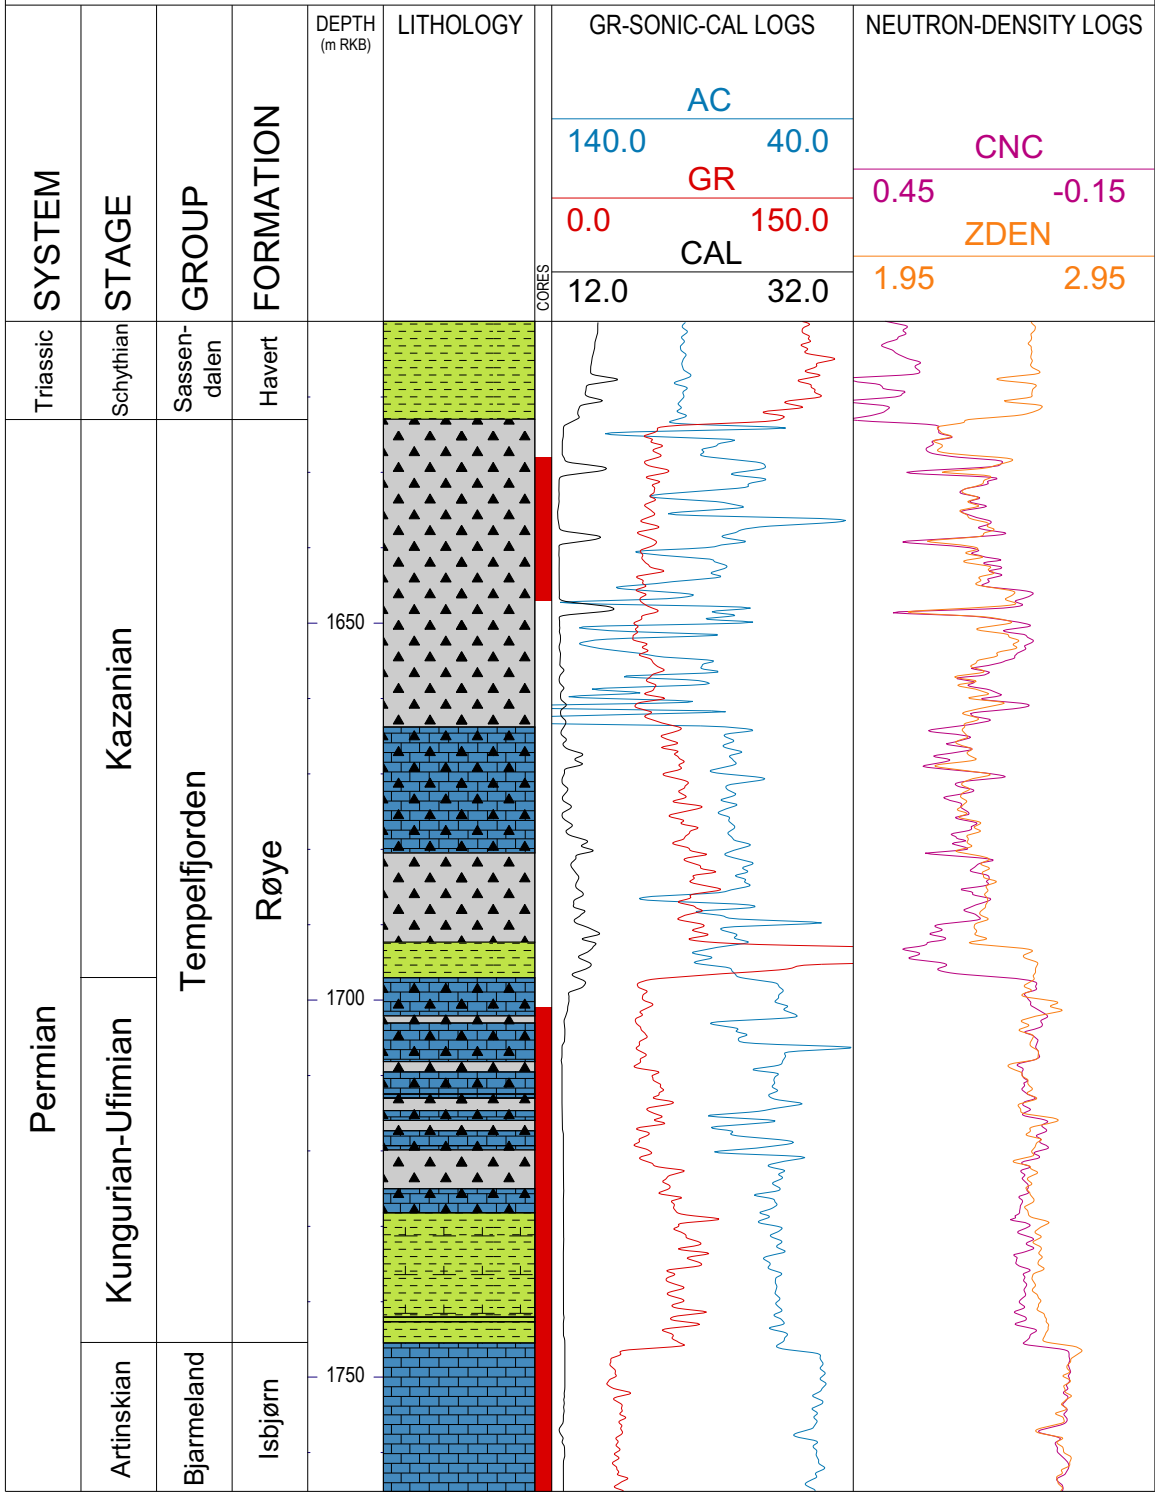 SYSTEM
STAGE
GROUP
FORMATION
DEPTH
(m RKB)
LITHOLOGY
CORES
GR-SONIC-CAL LOGS
AC
140.0 40.0
GR
0.0 150.0
CAL
12.0 32.0
NEUTRON-DENSITY LOGS
CNC
0.45 -0.15
ZDEN
1.95 2.95
Triassic
Schythian
Sassen-
dalen
Havert
Permian
Kazanian
Tempelfjorden
Røye
Kungurian-Ufimian
Artinskian
Bjarmeland
Isbjørn
1650
1700
1750